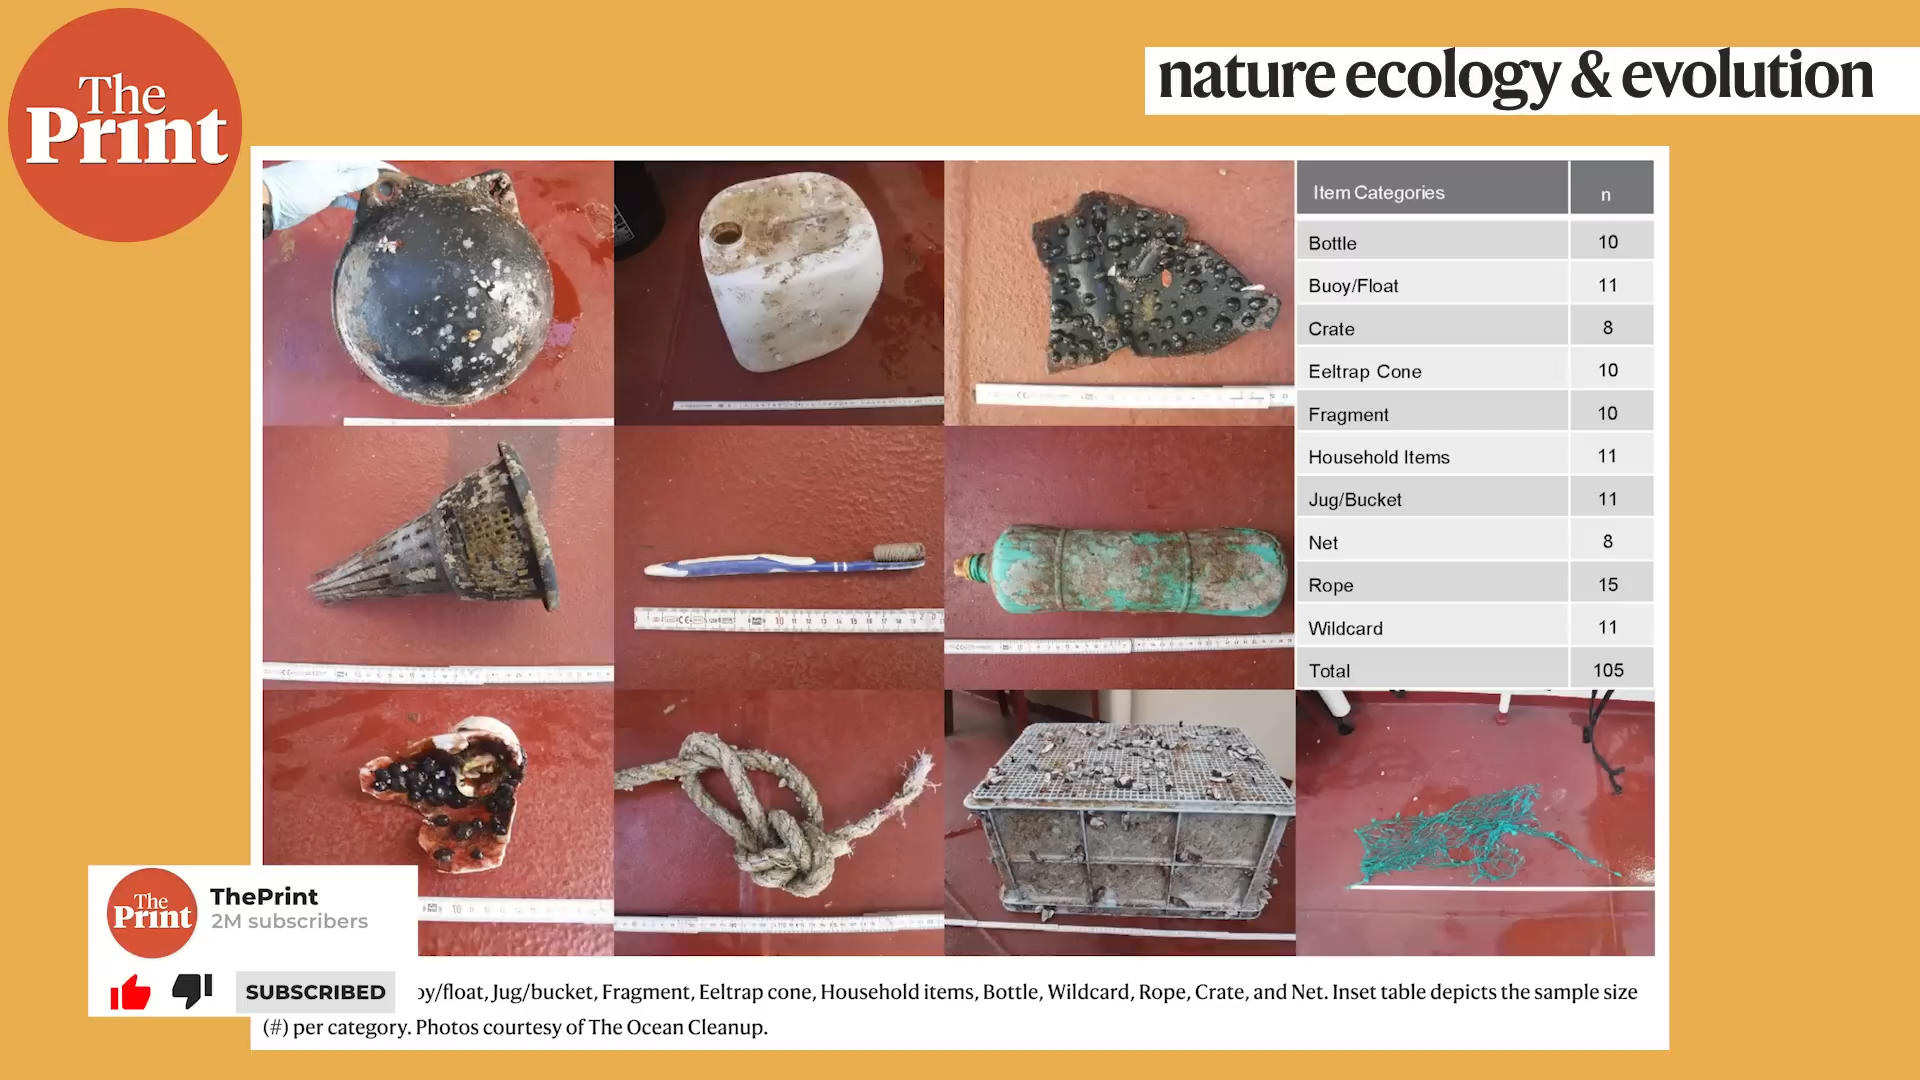 The
Print
nature ecology & evolution
Item Categories n
Bottle 10
Buoy/Float 11
Crate 8
Eeltrap Cone 10
Fragment 10
Household Items 11
Jug/Bucket 11
Net 8
Rope 15
Wildcard 11
Total 105
The
Print
ThePrint
2M subscribers
SUBSCRIBED
oy/float, Jug/bucket, Fragment, Eeltrap cone, Household items, Bottle, Wildcard, Rope, Crate, and Net. Inset table depicts the sample size
(#) per category. Photos courtesy of The Ocean Cleanup.